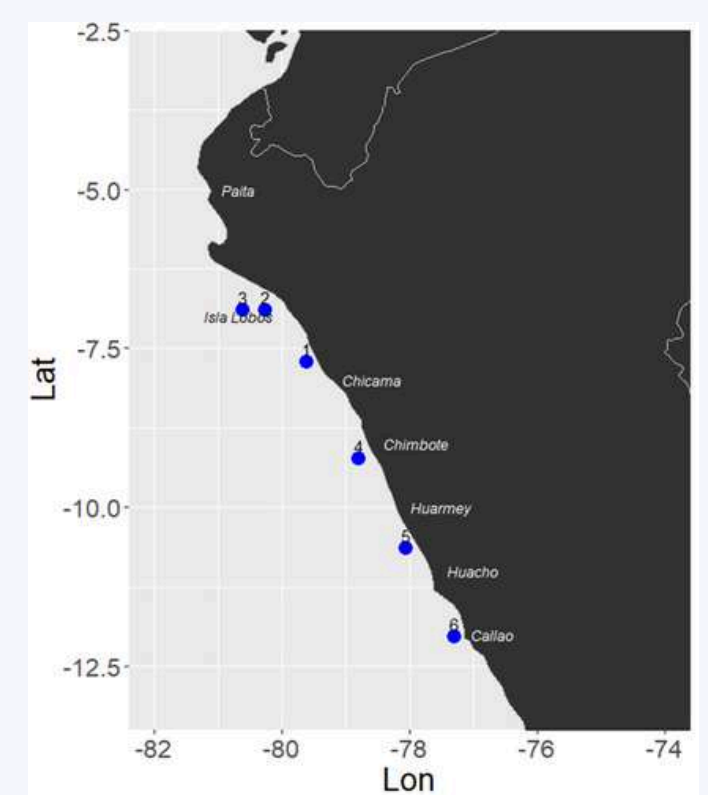 -2.5
-5.0
-7.5
-10.0
-12.5
Lat
Paita
3 2
Isla Lobos
1
Chicama
4
Chimbote
Huarmey
5
Huacho
6
Callao
-82 -80 -78 -76 -74
Lon